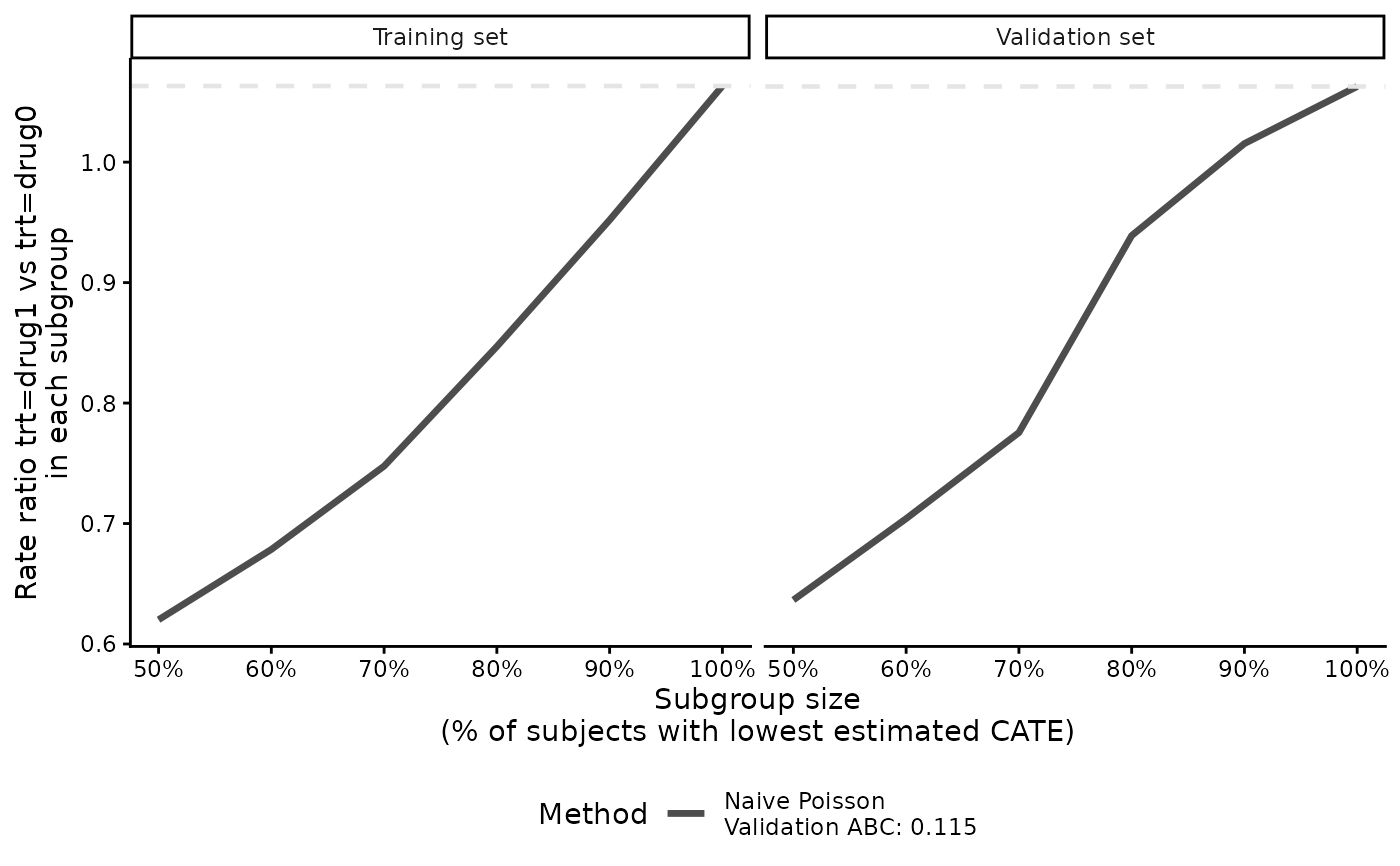 Training set
Validation set
Rate ratio trt=drug1 vs trt=drug0
in each subgroup
1.0
0.9
0.8
0.7
0.6
50% 60% 70% 80% 90% 100%
50% 60% 70% 80% 90% 100%
Subgroup size
(% of subjects with lowest estimated CATE)
Method
Naive Poisson
Validation ABC: 0.115